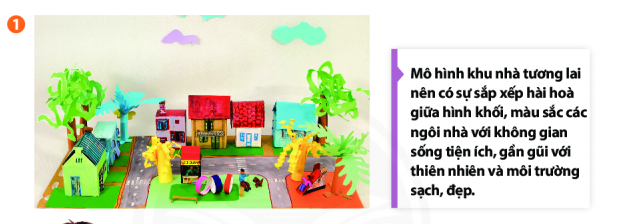 1
Mô hình khu nhà tương lai
nên có sự sắp xếp hài hoà
giữa hình khối, màu sắc các
ngôi nhà với không gian
sống tiện ích, gần gũi với
thiên nhiên và môi trường
sạch, đẹp.